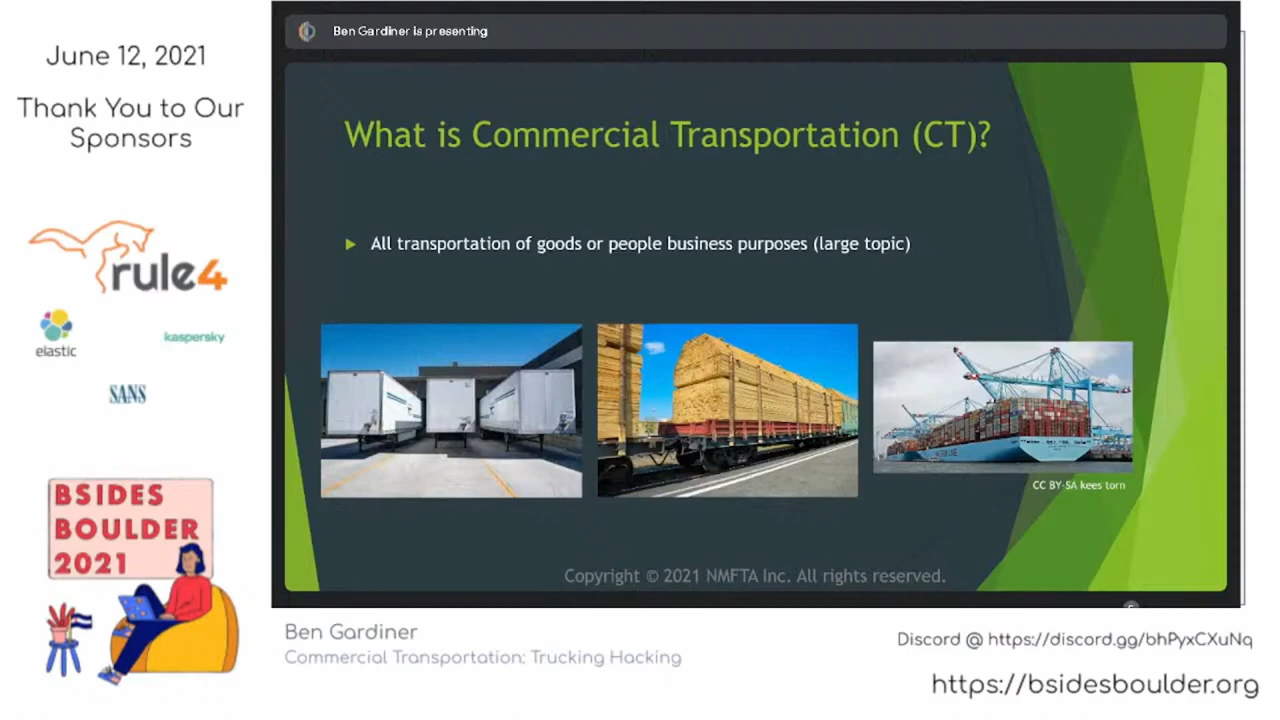 June 12, 2021
Thank You to Our
Sponsors
rule4
elastic
kaspersky
SANS
BSIDES
BOULDER
2021
Ben Gardiner is presenting
What is Commercial Transportation (CT)?
All transportation of goods or people business purposes (large topic)
CC BY-SA kees torn
Copyright © 2021 NMFTA Inc. All rights reserved.
Ben Gardiner
Commercial Transportation: Trucking Hacking
Discord @ https://discord.gg/bhPyxCXuNq
https://bsidesboulder.org